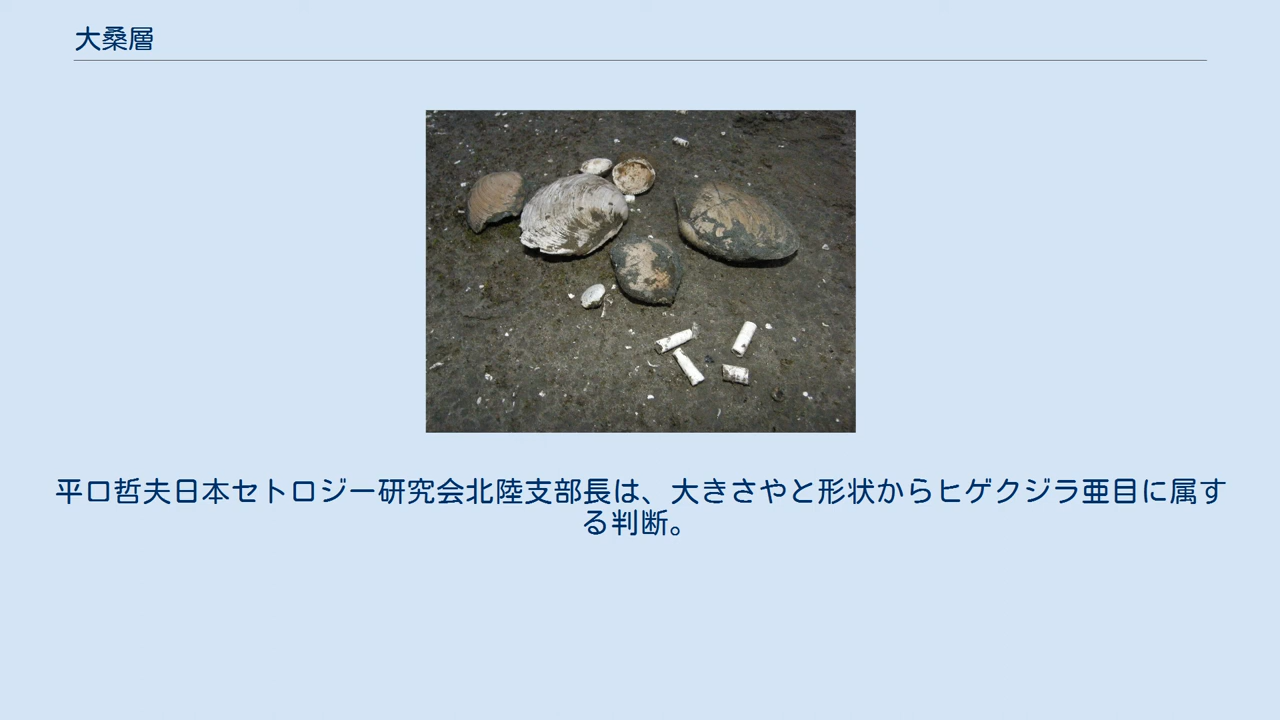 大桑層
平口哲夫日本セトロジー研究会北陸支部長は、大きさやと形状からヒゲクジラ亜目に属す
る判断。